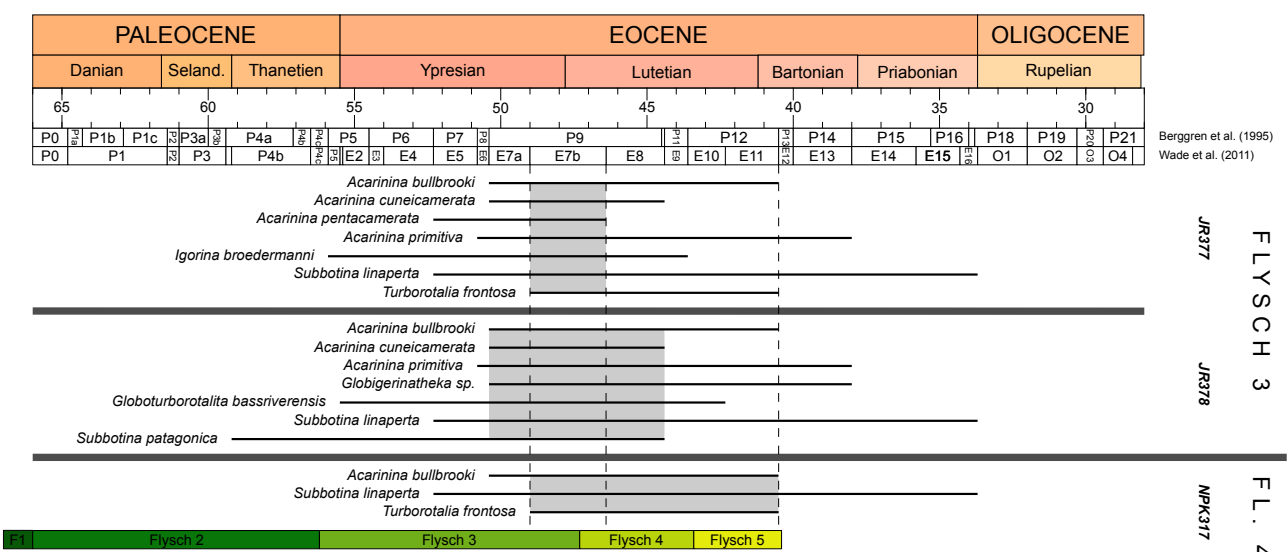 PALEOCENE EOCENE OLIGOCENE
Danian Seland. Thanetien Ypresian Lutetian Bartonian Priabonian Rupelian
65 60 55 50 45 40 35 30
P0 P1a P1b P1c P2 P3a P3b P4a P4b P4c P5 P6 P7 P8 P9 P11 P12 P13 P14 P15 P16 P18 P19 P20 P21 Berggren et al. (1995)
P0 P1 P2 P3 P4b P4c P5 E2 E3 E4 E5 E6 E7a E7b E8 E9 E10 E11 E12 E13 E14 E15 E16 O1 O2 O3 O4 Wade et al. (2011)
Acarinina bullbrooki
Acarinina cuneicamerata
Acarinina pentacamerata
Acarinina primitiva
Igorina broedermanni
Subbotina linaperta
Turborotalia frontosa
JR377
Acarinina bullbrooki
Acarinina cuneicamerata
Acarinina primitiva
Globigerinatheka sp.
Globoturborotalita bassriverensis
Subbotina linaperta
Subbotina patagonica
JR378
FLYSCH 3
Acarinina bullbrooki
Subbotina linaperta
Turborotalia frontosa
NPK317
FL. 4
F1 Flysch 2 Flysch 3 Flysch 4 Flysch 5